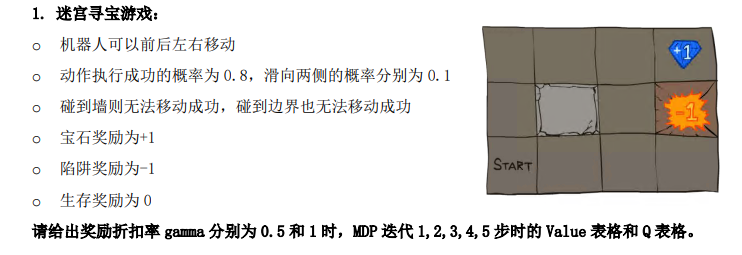 1. 迷宫寻宝游戏：
o 机器人可以前后左右移动
o 动作执行成功的概率为 0.8，滑向两侧的概率分别为 0.1
o 碰到墙则无法移动成功，碰到边界也无法移动成功
o 宝石奖励为+1
o 陷阱奖励为-1
o 生存奖励为 0
+1
-1
START
请给出奖励折扣率 gamma 分别为 0.5 和 1 时，MDP 迭代 1,2,3,4,5 步时的 Value 表格和 Q 表格。